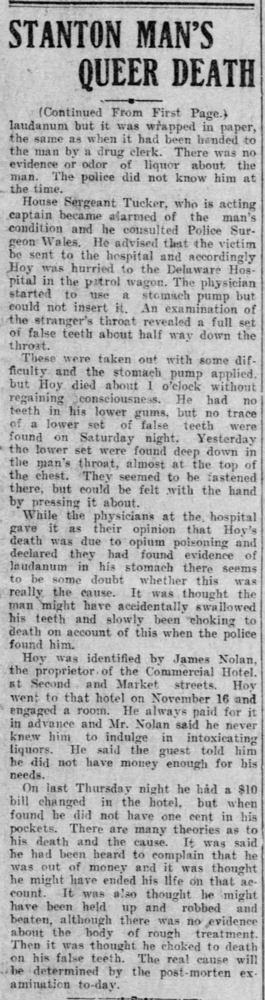 STANTON MAN'S
QUEER DEATH
(Continued From First Page.)
laudanum but it was wrapped in paper,
the same as when it had been handed to
the man by a drug clerk. There was no
evidence or odor of liquor about the
man. The police did not know him at
the time.
House Sergeant Tucker, who is acting
captain became alarmed of the man's
condition and he consulted Police Sur-
geon Wales. He advised that the victim
be sent to the hospital and accordingly
Hoy was hurried to the Delaware Hos-
pital in the patrol wagon. The physician
started to use a stomach pump but
could not insert it. An examination of
the stranger's throat revealed a full set
of false teeth about half way down the
throat.
These were taken out with some dif-
ficulty and the stomach pump applied,
but Hoy died about 1 o'clock without
regaining consciousness. He had no
teeth in his lower gums, but no trace
of a lower set of false teeth were
found on Saturday night. Yesterday
the lower set were found deep down in
the man's throat, almost at the top of
the chest. They seemed to be fastened
there, but could be felt with the hand
by pressing it about.
While the physicians at the hospital
gave it as their opinion that Hoy's
death was due to opium poisoning and
declared they had found evidence of
laudanum in his stomach there seems
to be some doubt whether this was
really the cause. It was thought the
man might have accidentally swallowed
his teeth and slowly been choking to
death on account of this when the police
found him.
Hoy was identified by James Nolan,
the proprietor of the Commercial Hotel,
at Second and Market streets. Hoy
went to that hotel on November 16 and
engaged a room. He always paid for it
in advance and Mr. Nolan said he never
knew him to indulge in intoxicating
liquors. He said the guest told him
he did not have money enough for his
needs.
On last Thursday night he had a $10
bill changed in the hotel, but when
found he did not have one cent in his
pockets. There are many theories as to
his death and the cause. It was said
he had been heard to complain that he
was out of money and it was thought
he might have ended his life on that ac-
count. It was also thought he might
have been held up and robbed and
beaten, although there was no evidence
about the body of rough treatment.
Then it was thought he choked to death
on his false teeth. The real cause will
be determined by the post-morten ex-
amination to-day.